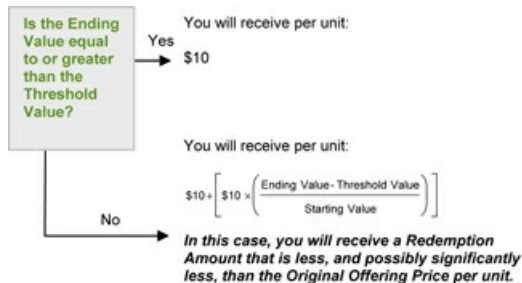 Is the Ending
Value equal
to or greater
than the
Threshold
Value?
Yes
You will receive per unit:
$10
You will receive per unit:
$10+[$10 ×(Ending Value-Threshold Value
Starting Value)]
No
In this case, you will receive a Redemption
Amount that is less, and possibly significantly
less, than the Original Offering Price per unit.